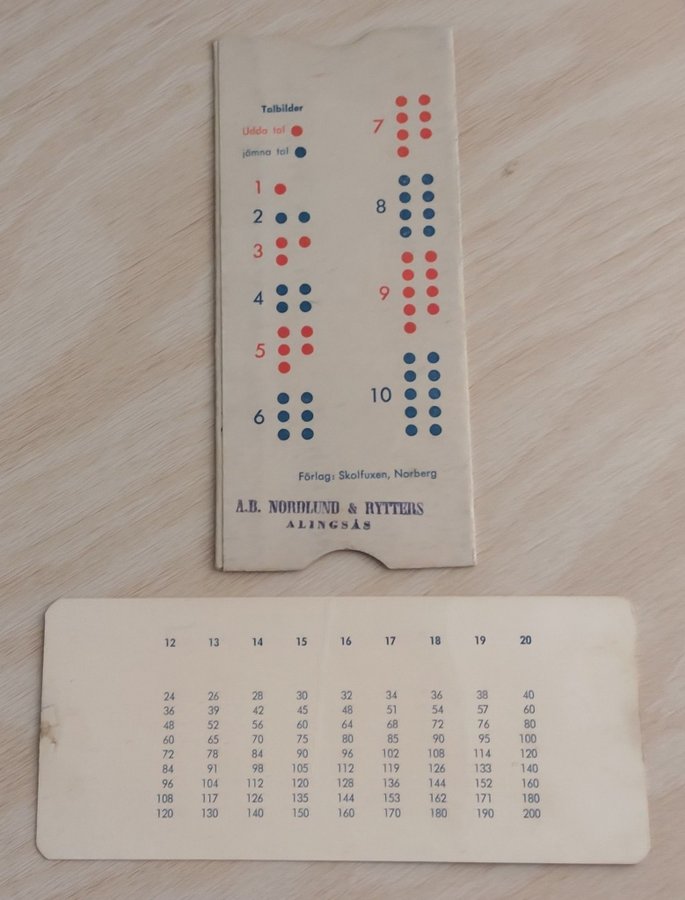 Talbilder
Udda tal
jämna tal
1
2
3
4
5
6
7
8
9
10
Förlag: Skolfuxen, Norberg
A.B. NORDLUND & RYTTERS
ALINGSÅS
12 13 14 15 16 17 18 19 20
24 26 28 30 32 34 36 38 40
36 39 42 45 48 51 54 57 60
48 52 56 60 64 68 72 76 80
60 65 70 75 80 85 90 95 100
72 78 84 90 96 102 108 114 120
84 91 98 105 112 119 126 133 140
96 104 112 120 128 136 144 152 160
108 117 126 135 144 153 162 171 180
120 130 140 150 160 170 180 190 200